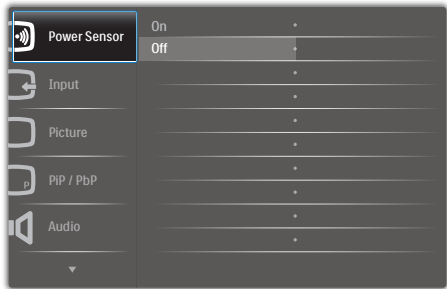 Power Sensor
On
Off
Input
Picture
PiP / PbP
P
Audio